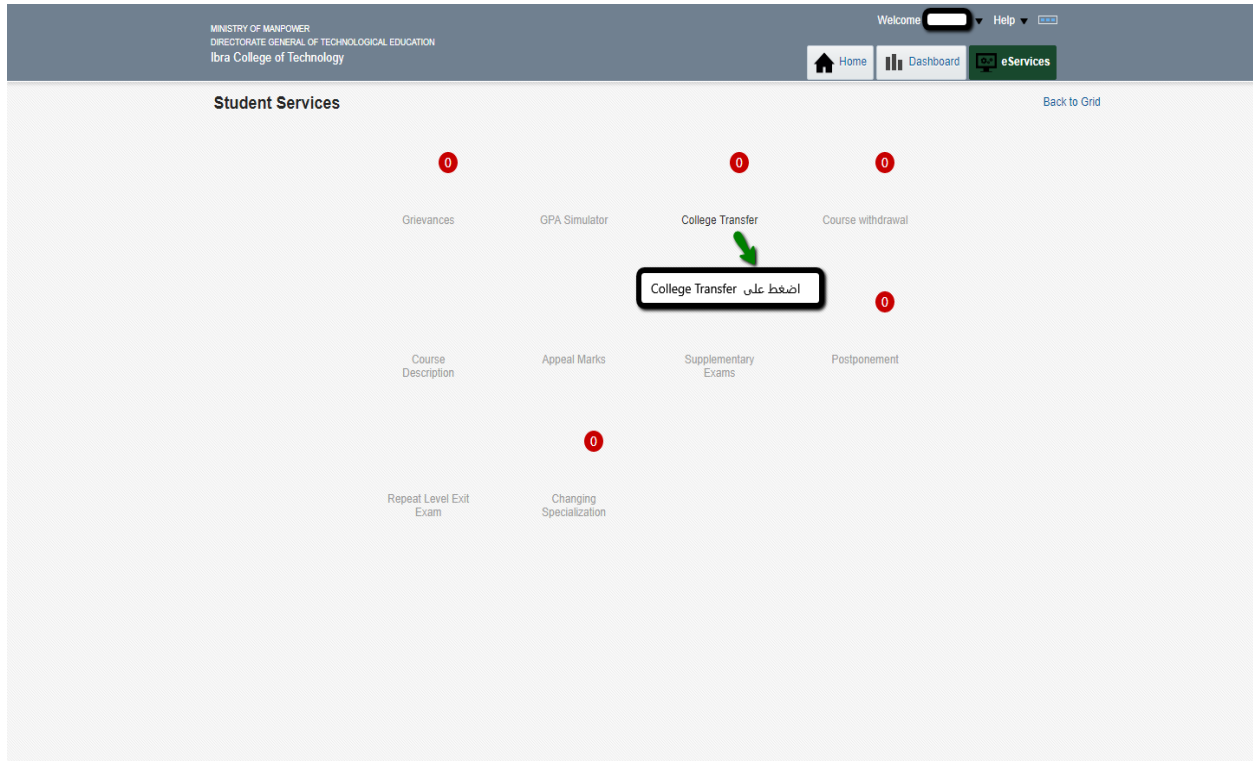 Welcome
Help
MINISTRY OF MANPOWER
DIRECTORATE GENERAL OF TECHNOLOGICAL EDUCATION
Ibra College of Technology
Home
Dashboard
eServices
Student Services
Back to Grid
0
0
0
Grievances
GPA Simulator
College Transfer
Course withdrawal
اضغط على College Transfer
0
Course
Description
Appeal Marks
Supplementary
Exams
Postponement
0
Repeat Level Exit
Exam
Changing
Specialization